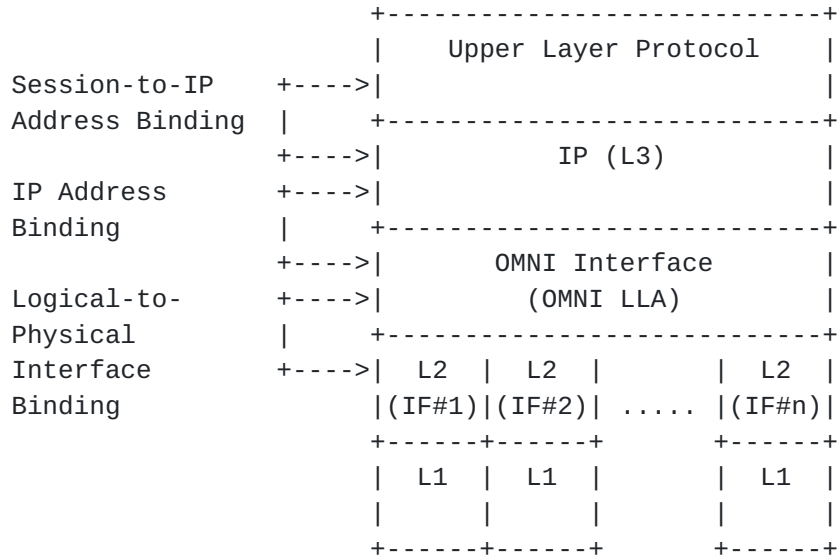 +----------------------------+
                         |    Upper Layer Protocol    |
Session-to-IP    +---->|                            |
Address Binding  |     +----------------------------+
                 +---->|           IP (L3)          |
IP Address       +---->|                            |
Binding          |     +----------------------------+
                 +---->|       OMNI Interface       |
Logical-to-      +---->|         (OMNI LLA)         |
Physical         |     +----------------------------+
Interface        +---->|  L2  |  L2  |       |  L2  |
Binding                |(IF#1)|(IF#2)| ..... |(IF#n)|
                       +------+------+       +------+
                       |  L1  |  L1  |       |  L1  |
                       |      |      |       |      |
                       +------+------+       +------+